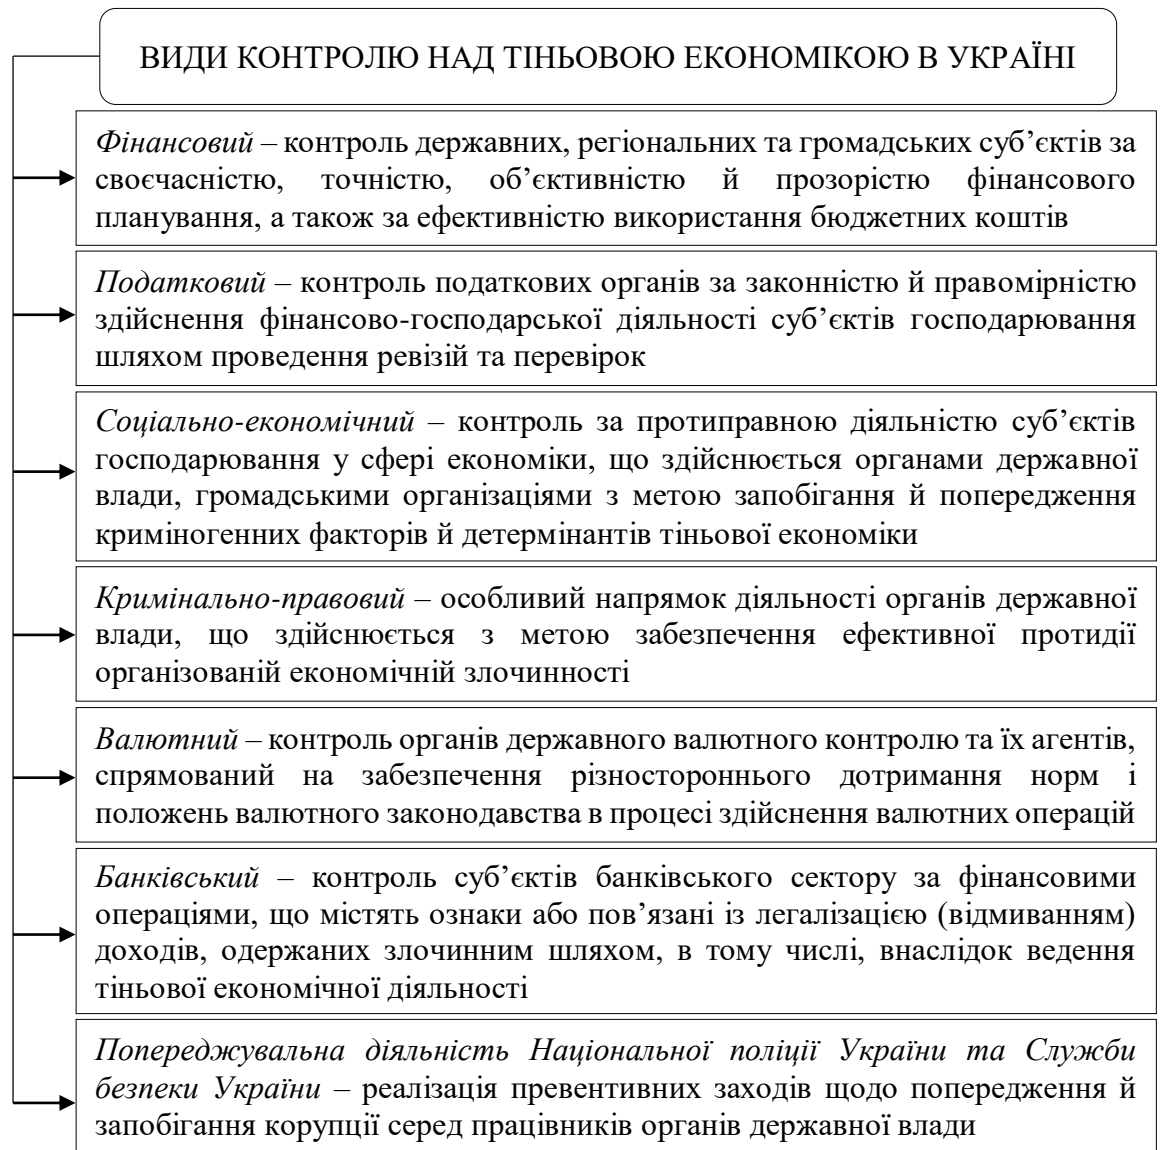 ВИДИ КОНТРОЛЮ НАД ТІНЬОВОЮ ЕКОНОМІКОЮ В УКРАЇНІ
Фінансовий – контроль державних, регіональних та громадських суб’єктів за
своєчасністю, точністю, об’єктивністю й прозорістю фінансового
планування, а також за ефективністю використання бюджетних коштів
Податковий – контроль податкових органів за законністю й правомірністю
здійснення фінансово-господарської діяльності суб’єктів господарювання
шляхом проведення ревізій та перевірок
Соціально-економічний – контроль за протиправною діяльністю суб’єктів
господарювання у сфері економіки, що здійснюється органами державної
влади, громадськими організаціями з метою запобігання й попередження
криміногенних факторів й детермінантів тіньової економіки
Кримінально-правовий – особливий напрямок діяльності органів державної
влади, що здійснюється з метою забезпечення ефективної протидії
організованій економічній злочинності
Валютний – контроль органів державного валютного контролю та їх агентів,
спрямований на забезпечення різностороннього дотримання норм і
положень валютного законодавства в процесі здійснення валютних операцій
Банківський – контроль суб’єктів банківського сектору за фінансовими
операціями, що містять ознаки або пов’язані із легалізацією (відмиванням)
доходів, одержаних злочинним шляхом, в тому числі, внаслідок ведення
тіньової економічної діяльності
Попереджувальна діяльність Національної поліції України та Служби
безпеки України – реалізація превентивних заходів щодо попередження й
запобігання корупції серед працівників органів державної влади